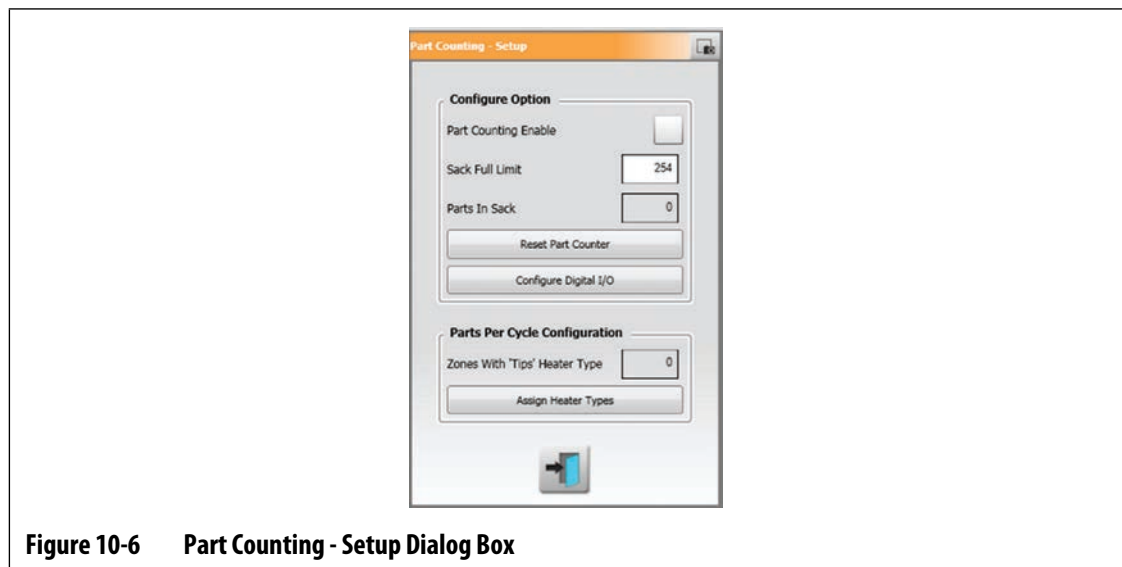 Part Counting - Setup
Configure Option
Part Counting Enable
Sack Full Limit 254
Parts In Sack 0
Reset Part Counter
Configure Digital I/O
Parts Per Cycle Configuration
Zones With 'Tips' Heater Type 0
Assign Heater Types
Figure 10-6 Part Counting - Setup Dialog Box